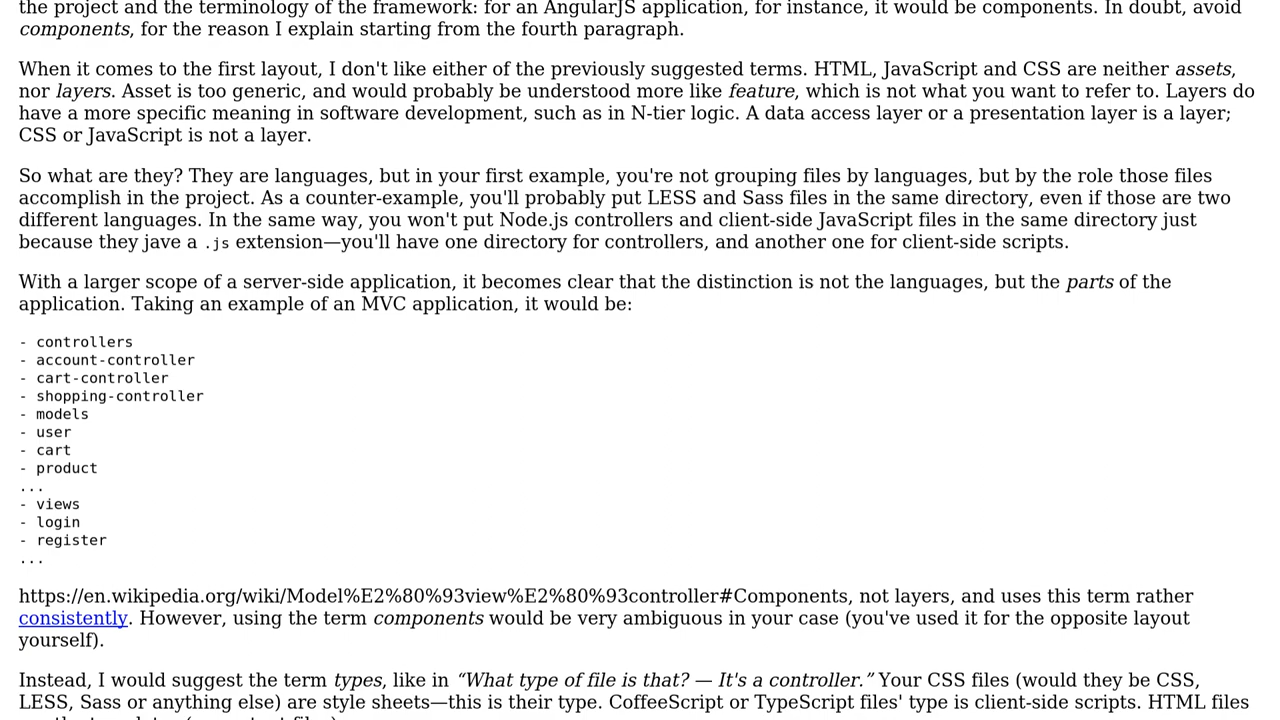 the project and the terminology of the framework: for an AngularJS application, for instance, it would be components. In doubt, avoid
components, for the reason I explain starting from the fourth paragraph.
When it comes to the first layout, I don't like either of the previously suggested terms. HTML, JavaScript and CSS are neither assets,
nor layers. Asset is too generic, and would probably be understood more like feature, which is not what you want to refer to. Layers do
have a more specific meaning in software development, such as in N-tier logic. A data access layer or a presentation layer is a layer;
CSS or JavaScript is not a layer.
So what are they? They are languages, but in your first example, you're not grouping files by languages, but by the role those files
accomplish in the project. As a counter-example, you'll probably put LESS and Sass files in the same directory, even if those are two
different languages. In the same way, you won't put Node.js controllers and client-side JavaScript files in the same directory just
because they jave a .js extension—you'll have one directory for controllers, and another one for client-side scripts.
With a larger scope of a server-side application, it becomes clear that the distinction is not the languages, but the parts of the
application. Taking an example of an MVC application, it would be:
- controllers
- account-controller
- cart-controller
- shopping-controller
- models
- user
- cart
- product
...
- views
- login
- register
...
https://en.wikipedia.org/wiki/Model%E2%80%93view%E2%80%93controller#Components, not layers, and uses this term rather
consistently. However, using the term components would be very ambiguous in your case (you've used it for the opposite layout
yourself).
Instead, I would suggest the term types, like in “What type of file is that? — It's a controller.” Your CSS files (would they be CSS,
LESS, Sass or anything else) are style sheets—this is their type. CoffeeScript or TypeScript files' type is client-side scripts. HTML files